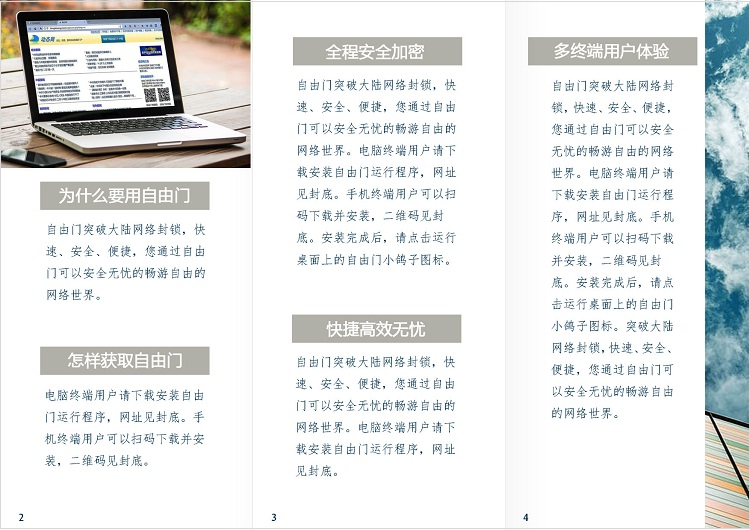 动态网
为什么要用自由门
自由门突破大陆网络封锁，快
速、安全、便捷，您通过自由
门可以安全无忧的畅游自由的
网络世界。
怎样获取自由门
电脑终端用户请下载安装自由
门运行程序，网址见封底。手
机终端用户可以扫码下载并安
装，二维码见封底。
2
全程安全加密
自由门突破大陆网络封锁，快
速、安全、便捷，您通过自由
门可以安全无忧的畅游自由的
网络世界。电脑终端用户请下
载安装自由门运行程序，网址
见封底。手机终端用户可以扫
码下载并安装，二维码见封
底。安装完成后，请点击运行
桌面上的自由门小鸽子图标。
快捷高效无忧
自由门突破大陆网络封锁，快
速、安全、便捷，您通过自由
门可以安全无忧的畅游自由的
网络世界。电脑终端用户请下
载安装自由门运行程序，网址
见封底。
3
多终端用户体验
自由门突破大陆网络封
锁，快速、安全、便捷，
您通过自由门可以安全
无忧的畅游自由的网络
世界。电脑终端用户请下
载安装自由门运行程
序，网址见封底。手机
终端用户可以扫码下载
并安装，二维码见封
底。安装完成后，请点
击运行桌面上的自由门
小鸽子图标。突破大陆
网络封锁，快速、安全、
便捷，您通过自由门可
以安全无忧的畅游自由
的网络世界。
4